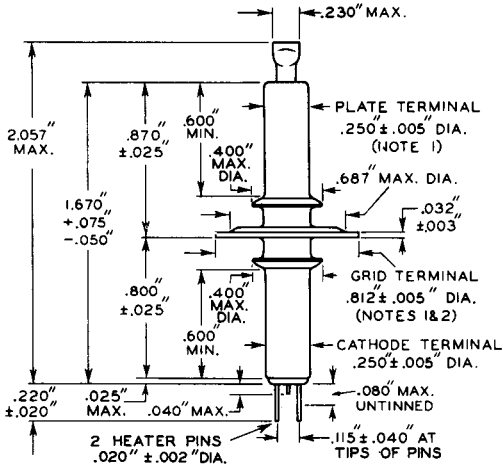 .230" MAX.
2.057"
MAX.
.870"
±.025"
.600"
MIN.
PLATE TERMINAL
.250"±.005" DIA.
(NOTE 1)
.400"
MAX.
DIA.
.687" MAX. DIA.
1.670"
+.075"
-.050"
.032"
±.003"
.800"
±.025"
.400"
MAX.
DIA.
GRID TERMINAL
.812"±.005" DIA.
(NOTES 1&2)
.600"
MIN.
CATHODE TERMINAL
.250"±.005" DIA.
.220"
±.020"
.025"
MAX.
.040" MAX.
.080" MAX.
UNTINNED
2 HEATER PINS
.020" ±.002" DIA.
.115"±.040" AT
TIPS OF PINS